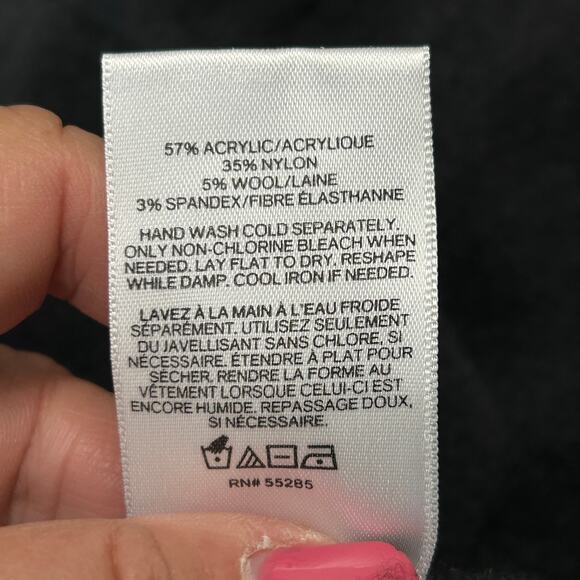 57% ACRYLIC/ACRYLIQUE
35% NYLON
5% WOOL/LAINE
3% SPANDEX/FIBRE ÉLASTHANNE
HAND WASH COLD SEPARATELY.
ONLY NON-CHLORINE BLEACH WHEN
NEEDED. LAY FLAT TO DRY. RESHAPE
WHILE DAMP. COOL IRON IF NEEDED.
LAVEZ À LA MAIN À L'EAU FROIDE
SÉPARÉMENT. UTILISEZ SEULEMENT
DU JAVELLISANT SANS CHLORE, SI
NÉCESSAIRE. ÉTENDRE À PLAT POUR
SÉCHER. RENDRE LA FORME AU
VÊTEMENT LORSQUE CELUI-CI EST
ENCORE HUMIDE. REPASSAGE DOUX,
SI NÉCESSAIRE.
RN# 55285